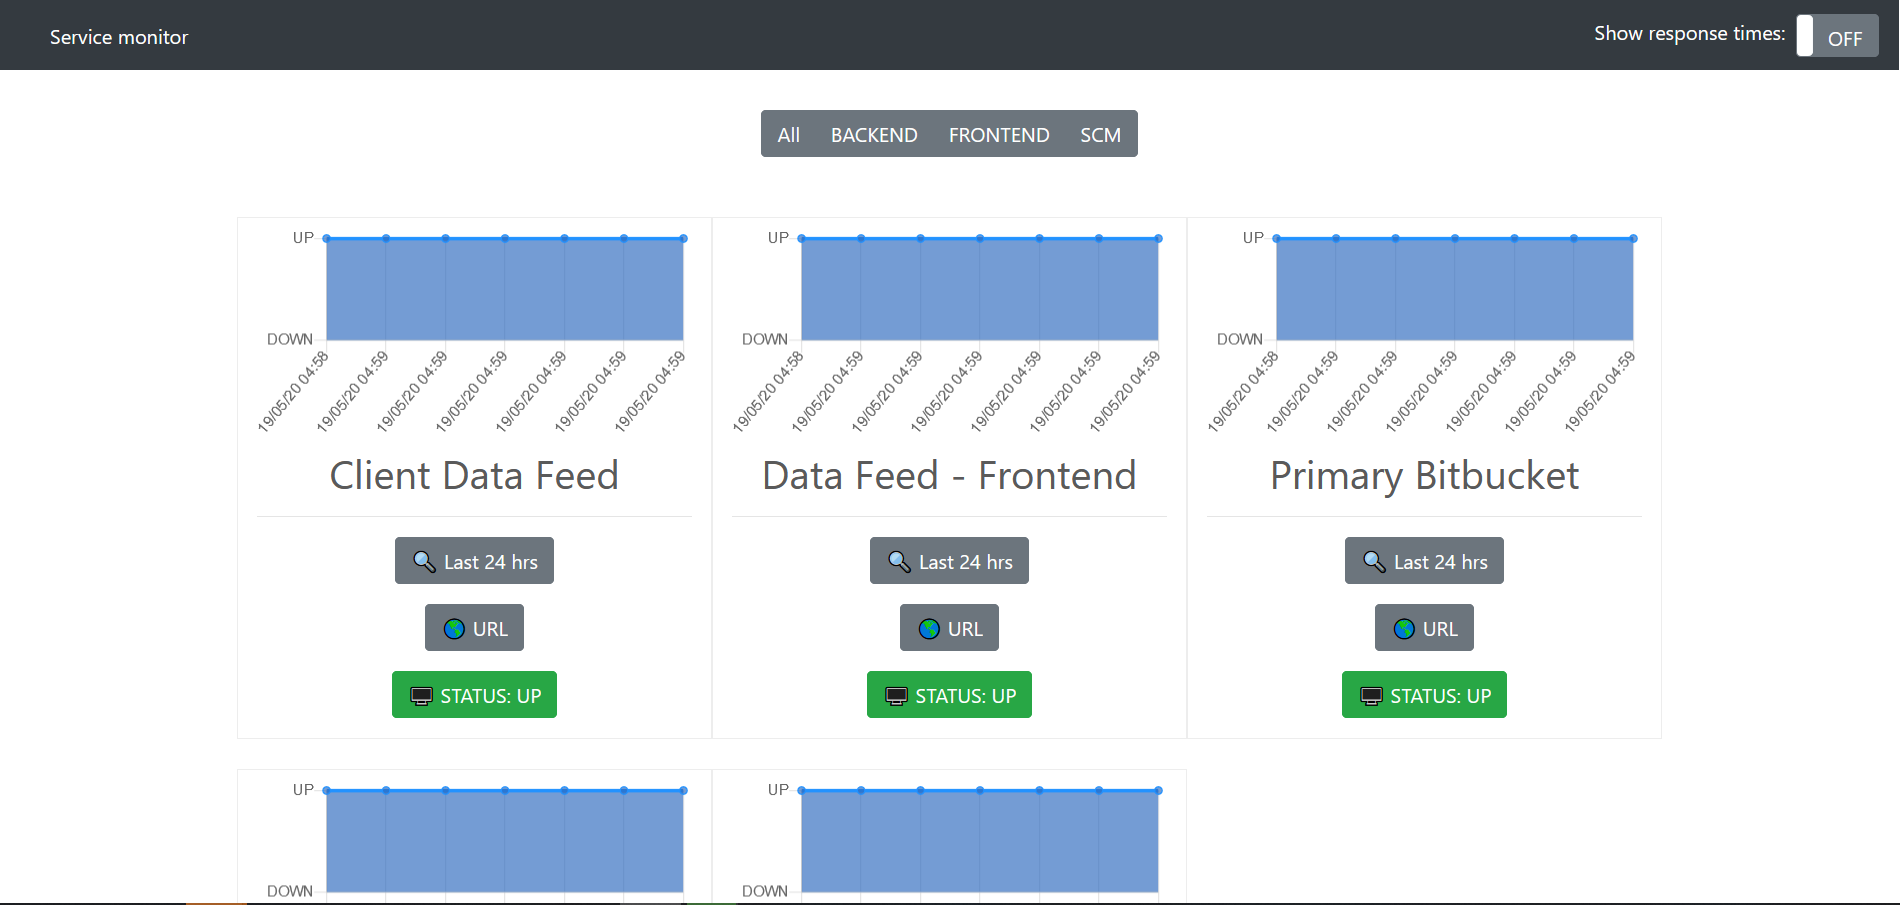 Service monitor
Show response times:
OFF
All BACKEND FRONTEND SCM
UP
DOWN
19/05/20 04:58
19/05/20 04:59
19/05/20 04:59
19/05/20 04:59
19/05/20 04:59
19/05/20 04:59
19/05/20 04:59
Client Data Feed
Last 24 hrs
URL
STATUS: UP
UP
DOWN
19/05/20 04:58
19/05/20 04:59
19/05/20 04:59
19/05/20 04:59
19/05/20 04:59
19/05/20 04:59
19/05/20 04:59
Data Feed - Frontend
Last 24 hrs
URL
STATUS: UP
UP
DOWN
19/05/20 04:58
19/05/20 04:59
19/05/20 04:59
19/05/20 04:59
19/05/20 04:59
19/05/20 04:59
19/05/20 04:59
Primary Bitbucket
Last 24 hrs
URL
STATUS: UP
UP
DOWN
UP
DOWN